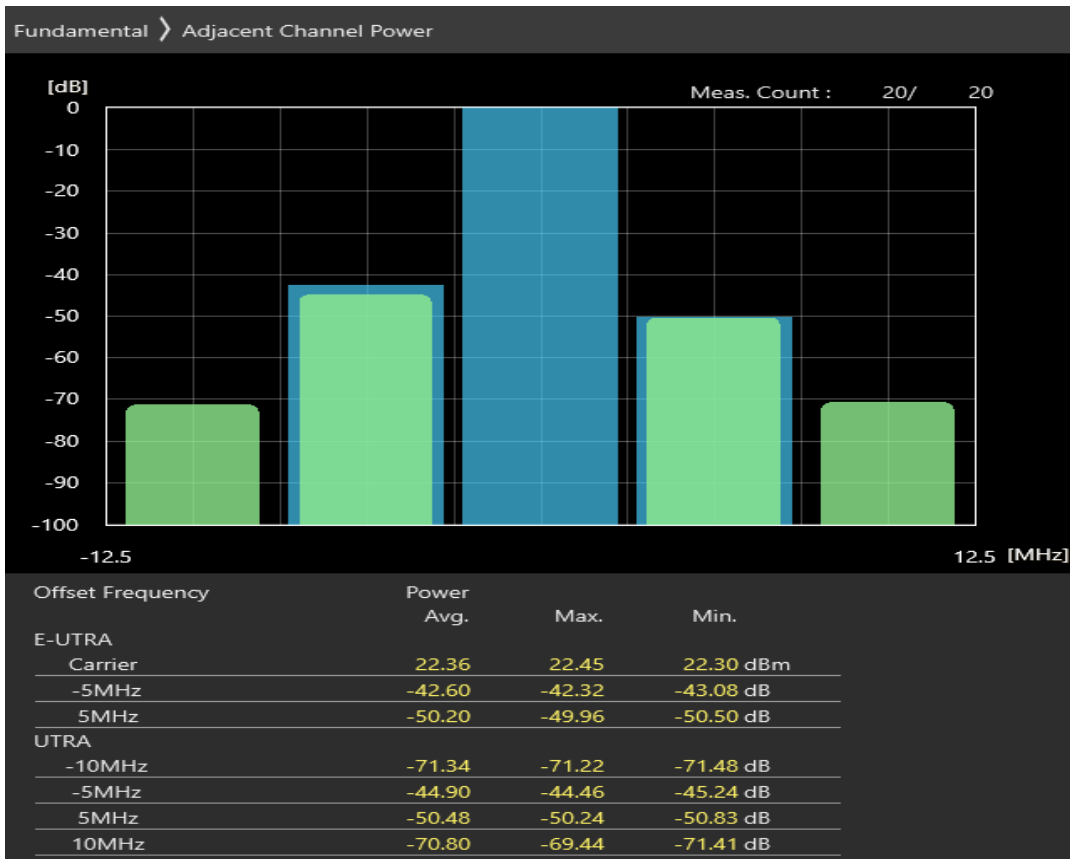 Fundamental 〉 Adjacent Channel Power
[dB]
Meas. Count : 20/ 20
0
-10
-20
-30
-40
-50
-60
-70
-80
-90
-100
-12.5 12.5 [MHz]
Offset Frequency Power
Avg. Max. Min.
E-UTRA
Carrier 22.36 22.45 22.30 dBm
-5MHz -42.60 -42.32 -43.08 dB
5MHz -50.20 -49.96 -50.50 dB
UTRA
-10MHz -71.34 -71.22 -71.48 dB
-5MHz -44.90 -44.46 -45.24 dB
5MHz -50.48 -50.24 -50.83 dB
10MHz -70.80 -69.44 -71.41 dB